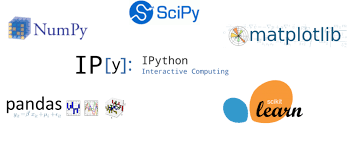 SciPy
NumPy
matplotlib
IP[y]:
IPython
Interactive Computing
pandas
scikit
learn